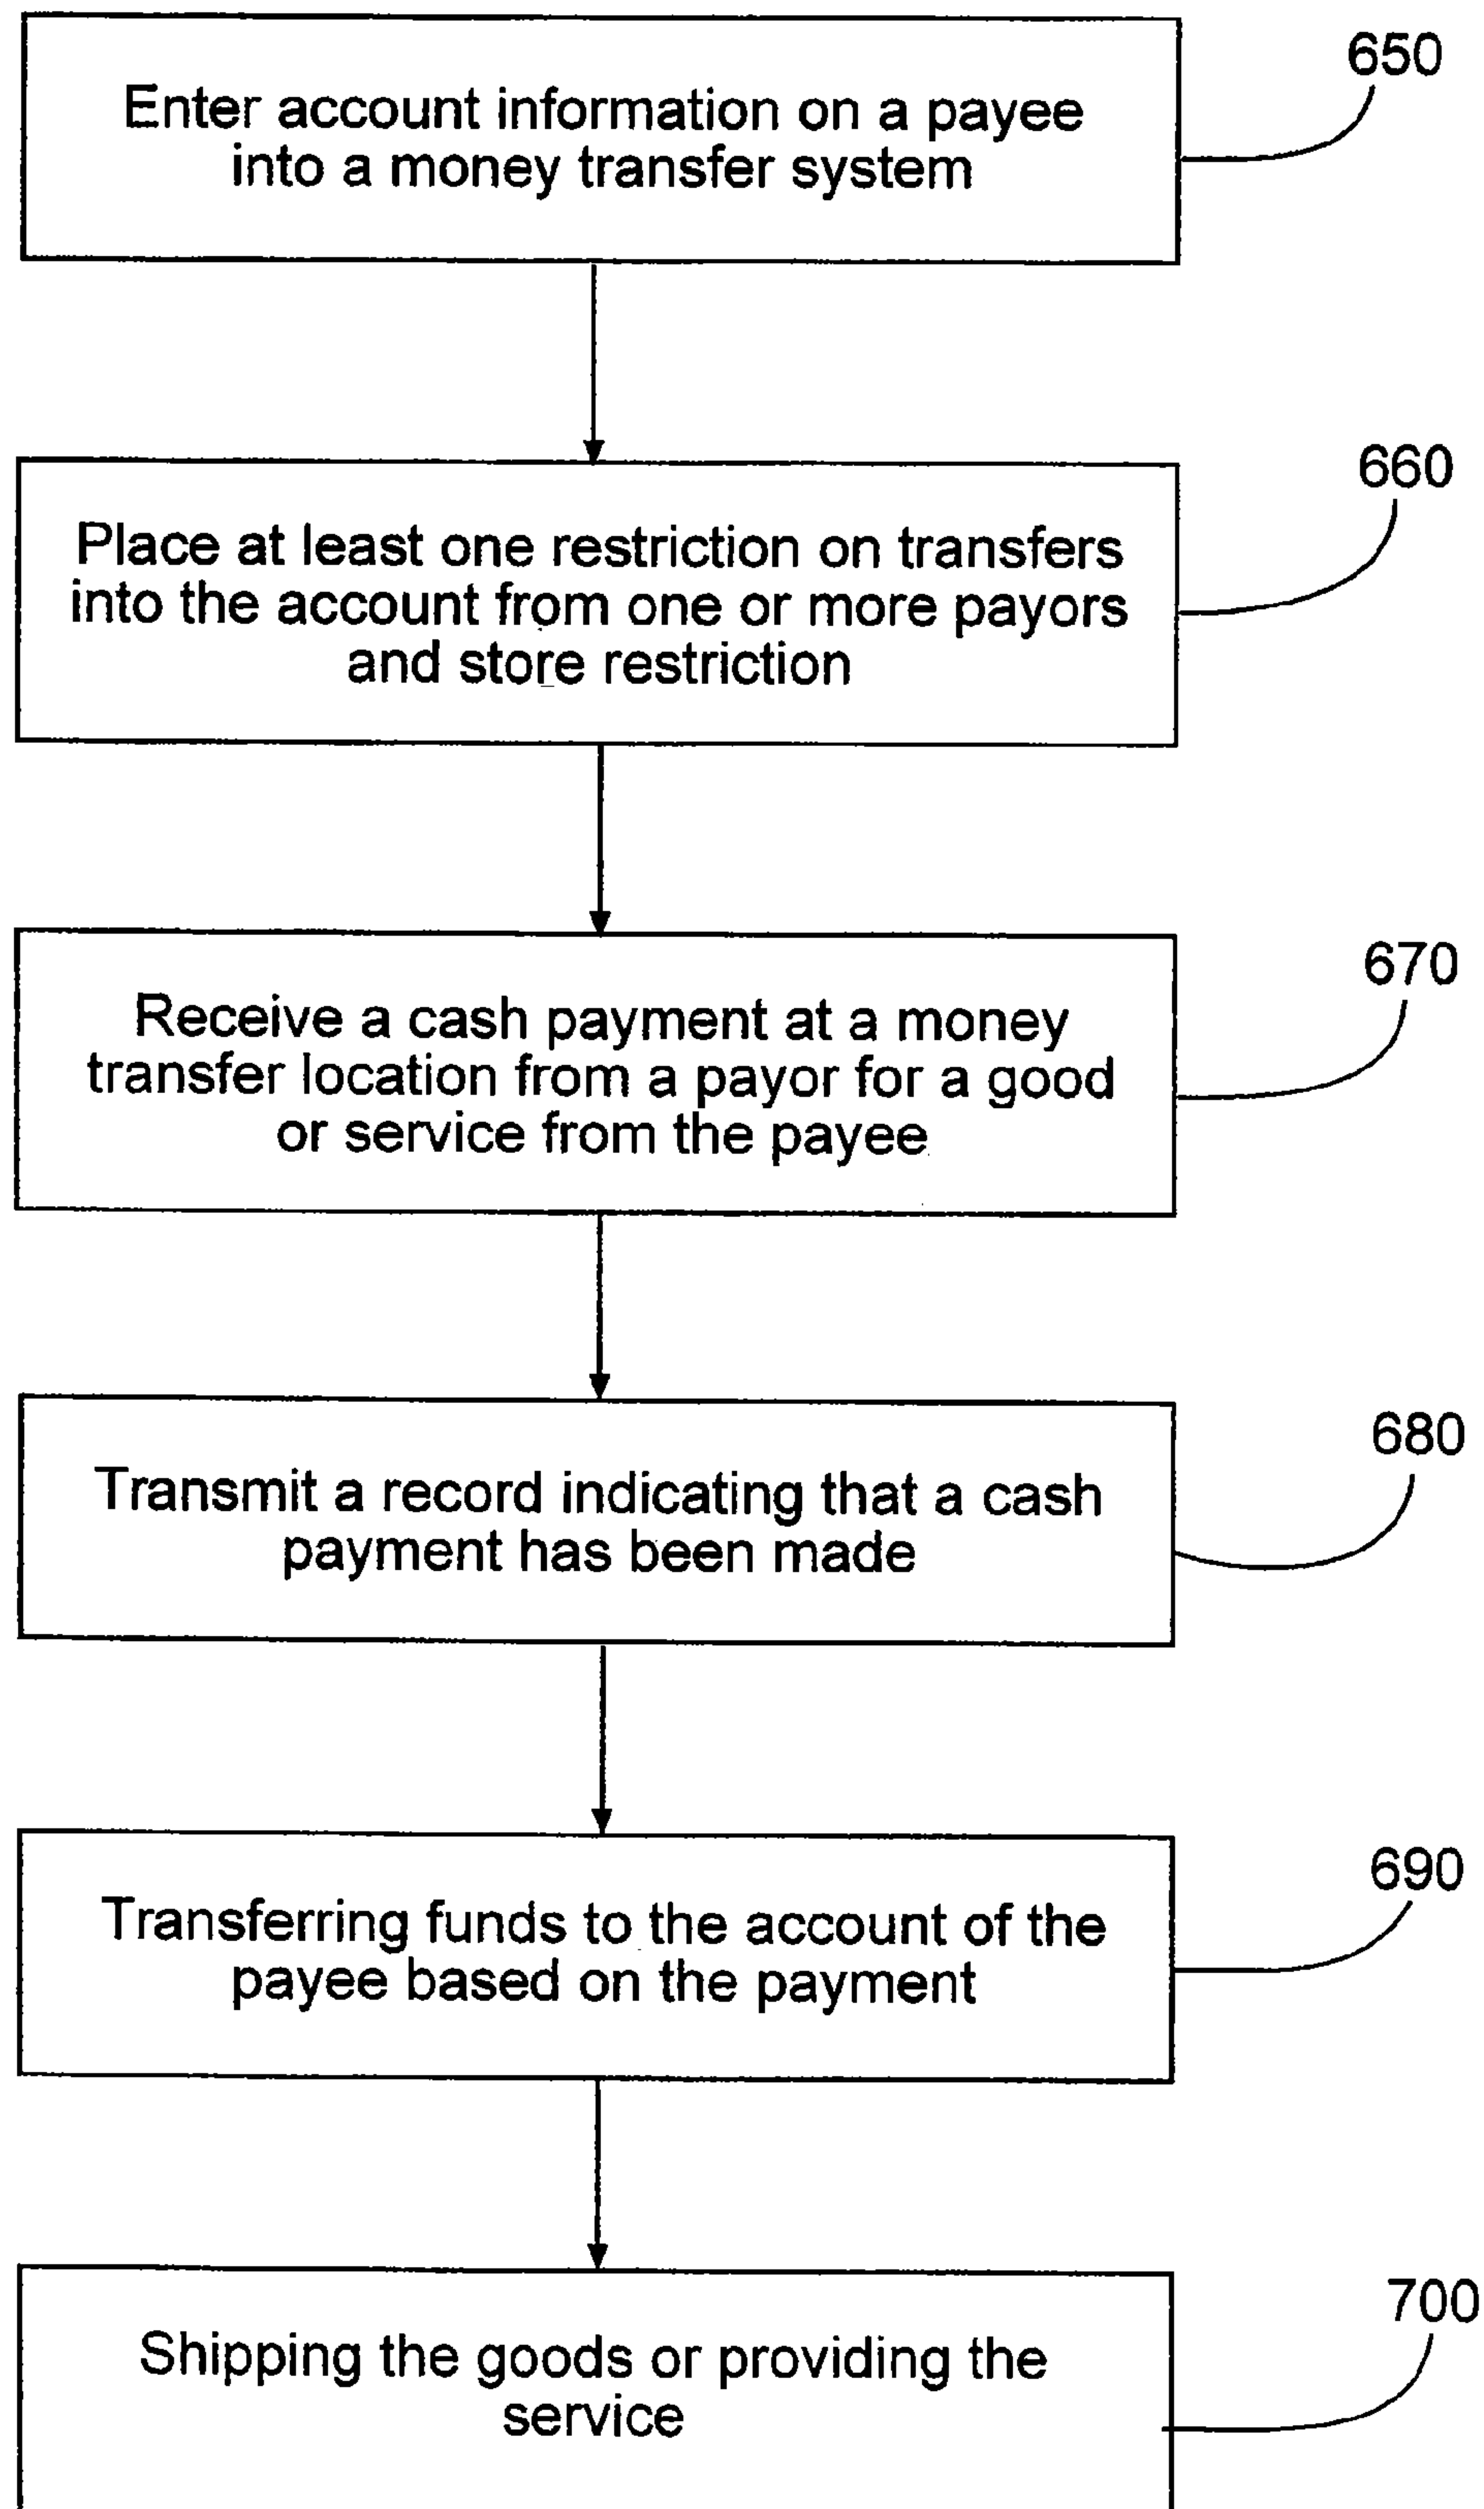 650
Enter account information on a payee
into a money transfer system
660
Place at least one restriction on transfers
into the account from one or more payors
and store restriction
670
Receive a cash payment at a money
transfer location from a payor for a good
or service from the payee
680
Transmit a record indicating that a cash
payment has been made
690
Transferring funds to the account of the
payee based on the payment
700
Shipping the goods or providing the
service